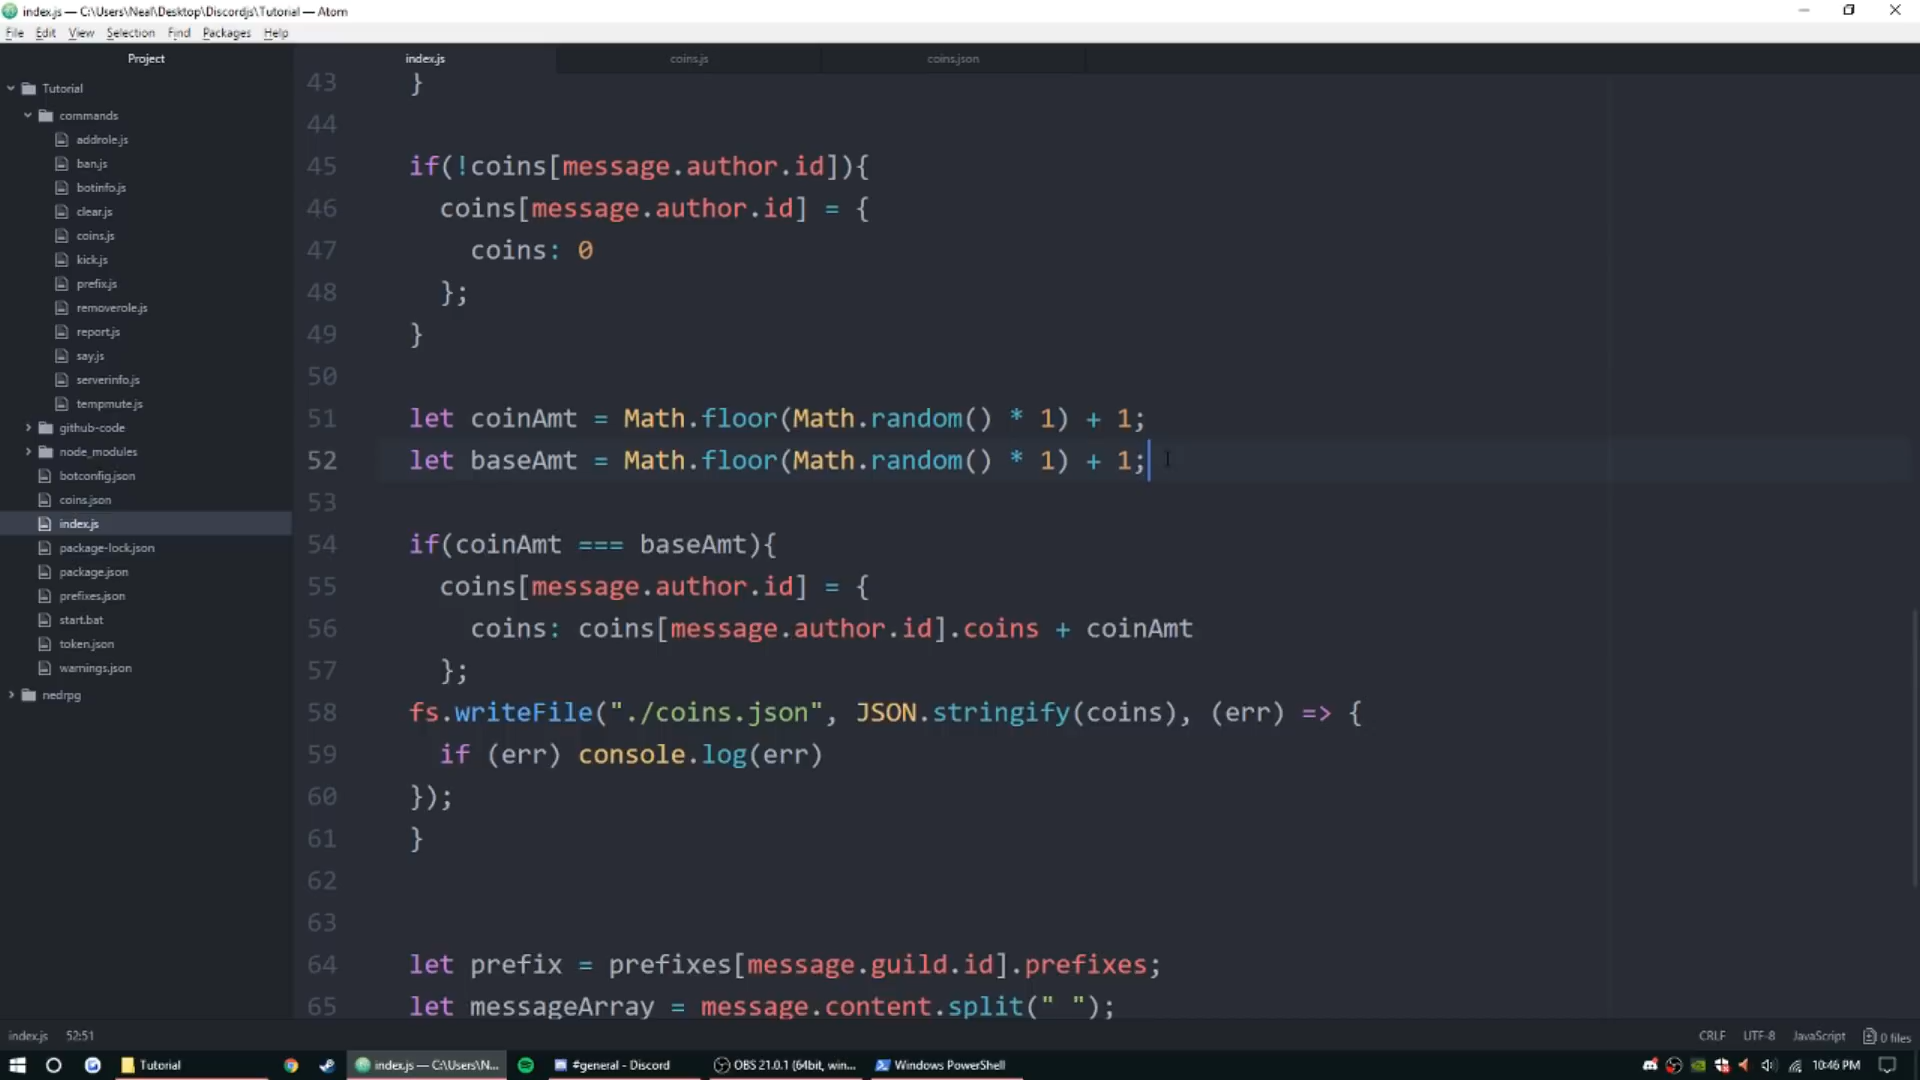 index.js — C:\Users\Neal\Desktop\Discordjs\Tutorial — Atom
File Edit View Selection Find Packages Help
Project
index.js coins.js coins.json
Tutorial
commands
addrole.js
ban.js
botinfo.js
clear.js
coins.js
kick.js
prefix.js
removerole.js
report.js
say.js
serverinfo.js
tempmute.js
github-code
node_modules
botconfig.json
coins.json
index.js
package-lock.json
package.json
prefixes.json
start.bat
token.json
warnings.json
nedrpg
43 }
44
45 if(!coins[message.author.id]){
46 coins[message.author.id] = {
47 coins: 0
48 };
49 }
50
51 let coinAmt = Math.floor(Math.random() * 1) + 1;
52 let baseAmt = Math.floor(Math.random() * 1) + 1;
53
54 if(coinAmt === baseAmt){
55 coins[message.author.id] = {
56 coins: coins[message.author.id].coins + coinAmt
57 };
58 fs.writeFile("./coins.json", JSON.stringify(coins), (err) => {
59 if (err) console.log(err)
60 });
61 }
62
63
64 let prefix = prefixes[message.guild.id].prefixes;
65 let messageArray = message.content.split(" ");
index.js 52:51 CRLF UTF-8 JavaScript 0 files
Tutorial index.js — C:\Users\N... #general - Discord OBS 21.0.1 (64bit, win... Windows PowerShell 10:46 PM